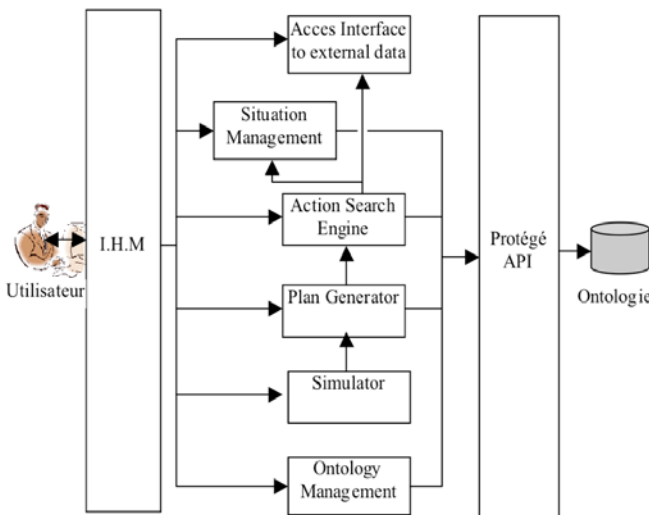 Acces Interface
to external data
Situation
Management
Action Search
Engine
I.H.M
Protégé
API
Utilisateur
Plan Generator
Ontologie
Simulator
Ontology
Management